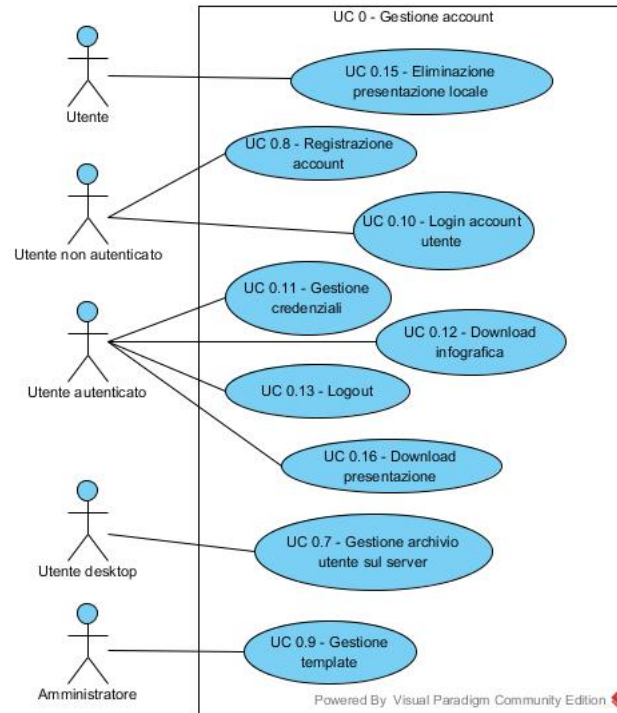 UC 0 - Gestione account
UC 0.15 - Eliminazione
presentazione locale
Utente
UC 0.8 - Registrazione
account
UC 0.10 - Login account
utente
Utente non autenticato
UC 0.11 - Gestione
credenziali
UC 0.12 - Download
infografica
Utente autenticato
UC 0.13 - Logout
UC 0.16 - Download
presentazione
UC 0.7 - Gestione archivio
utente sul server
Utente desktop
UC 0.9 - Gestione
template
Amministratore
Powered By Visual Paradigm Community Edition